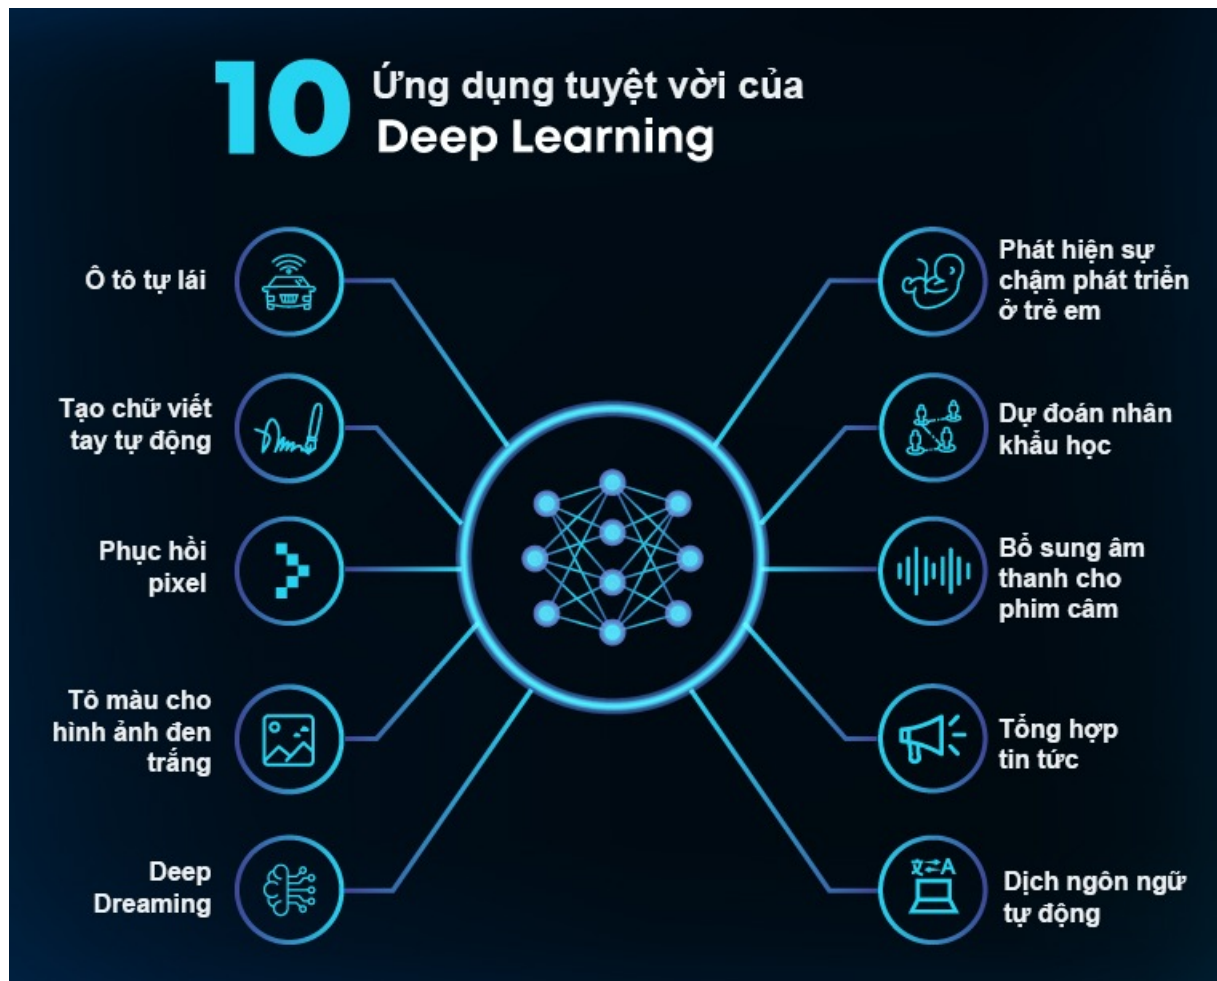 10
Ứng dụng tuyệt vời của
Deep Learning
Ô tô tự lái
Tạo chữ viết
tay tự động
Phục hồi
pixel
Tô màu cho
hình ảnh đen
trắng
Deep
Dreaming
Phát hiện sự
chậm phát triển
ở trẻ em
Dự đoán nhân
khẩu học
Bổ sung âm
thanh cho
phim câm
Tổng hợp
tin tức
文⇄A
Dịch ngôn ngữ
tự động